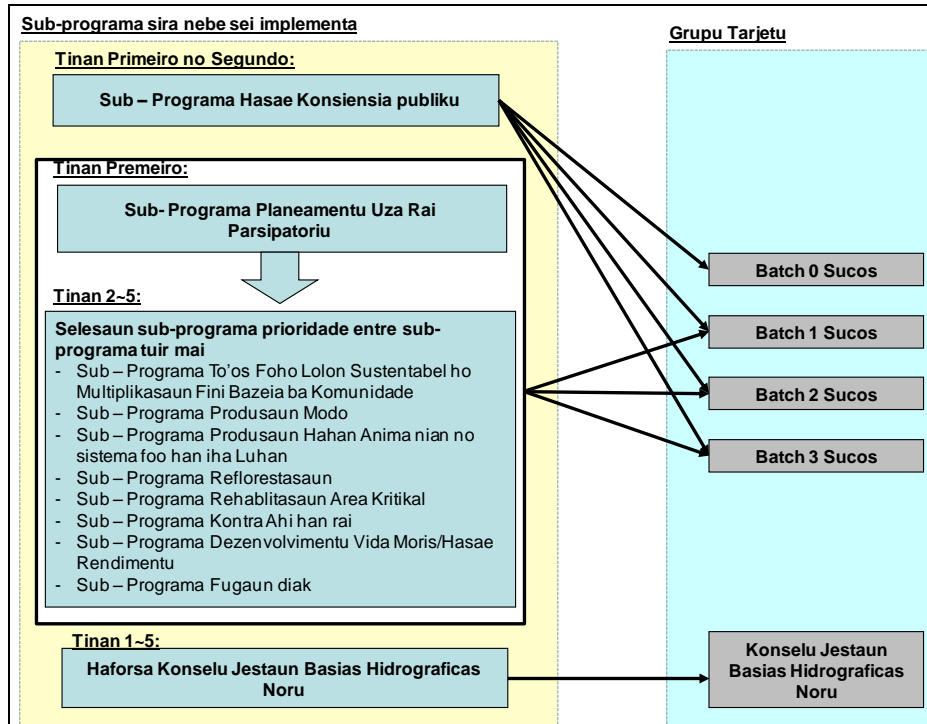 Sub-programa sira nebe sei implementa
Tinan Primeiro no Segundo:
Sub – Programa Hasae Konsiensia publiku
Tinan Premeiro:
Sub- Programa Planeamentu Uza Rai
Parsipatoriu
Tinan 2~5:
Selesaun sub-programa prioridade entre sub-
programa tuir mai
- Sub – Programa To'os Foho Lolon Sustentabel ho
Multiplikasaun Fini Bazeia ba Komunidade
- Sub – Programa Produsaun Modo
- Sub – Programa Produsaun Hahan Anima nian no
sistema foo han iha Luhan
- Sub – Programa Reflorestasaun
- Sub – Programa Rehablitasaun Area Kritikal
- Sub – Programa Kontra Ahi han rai
- Sub – Programa Dezenvolvimentu Vida Moris/Hasae
Rendimentu
- Sub – Programa Fugaun diak
Tinan 1~5:
Haforsa Konselu Jestaun Basias Hidrograficas
Noru
Grupu Tarjetu
Batch 0 Sucos
Batch 1 Sucos
Batch 2 Sucos
Batch 3 Sucos
Konselu Jestaun
Basias Hidrograficas
Noru